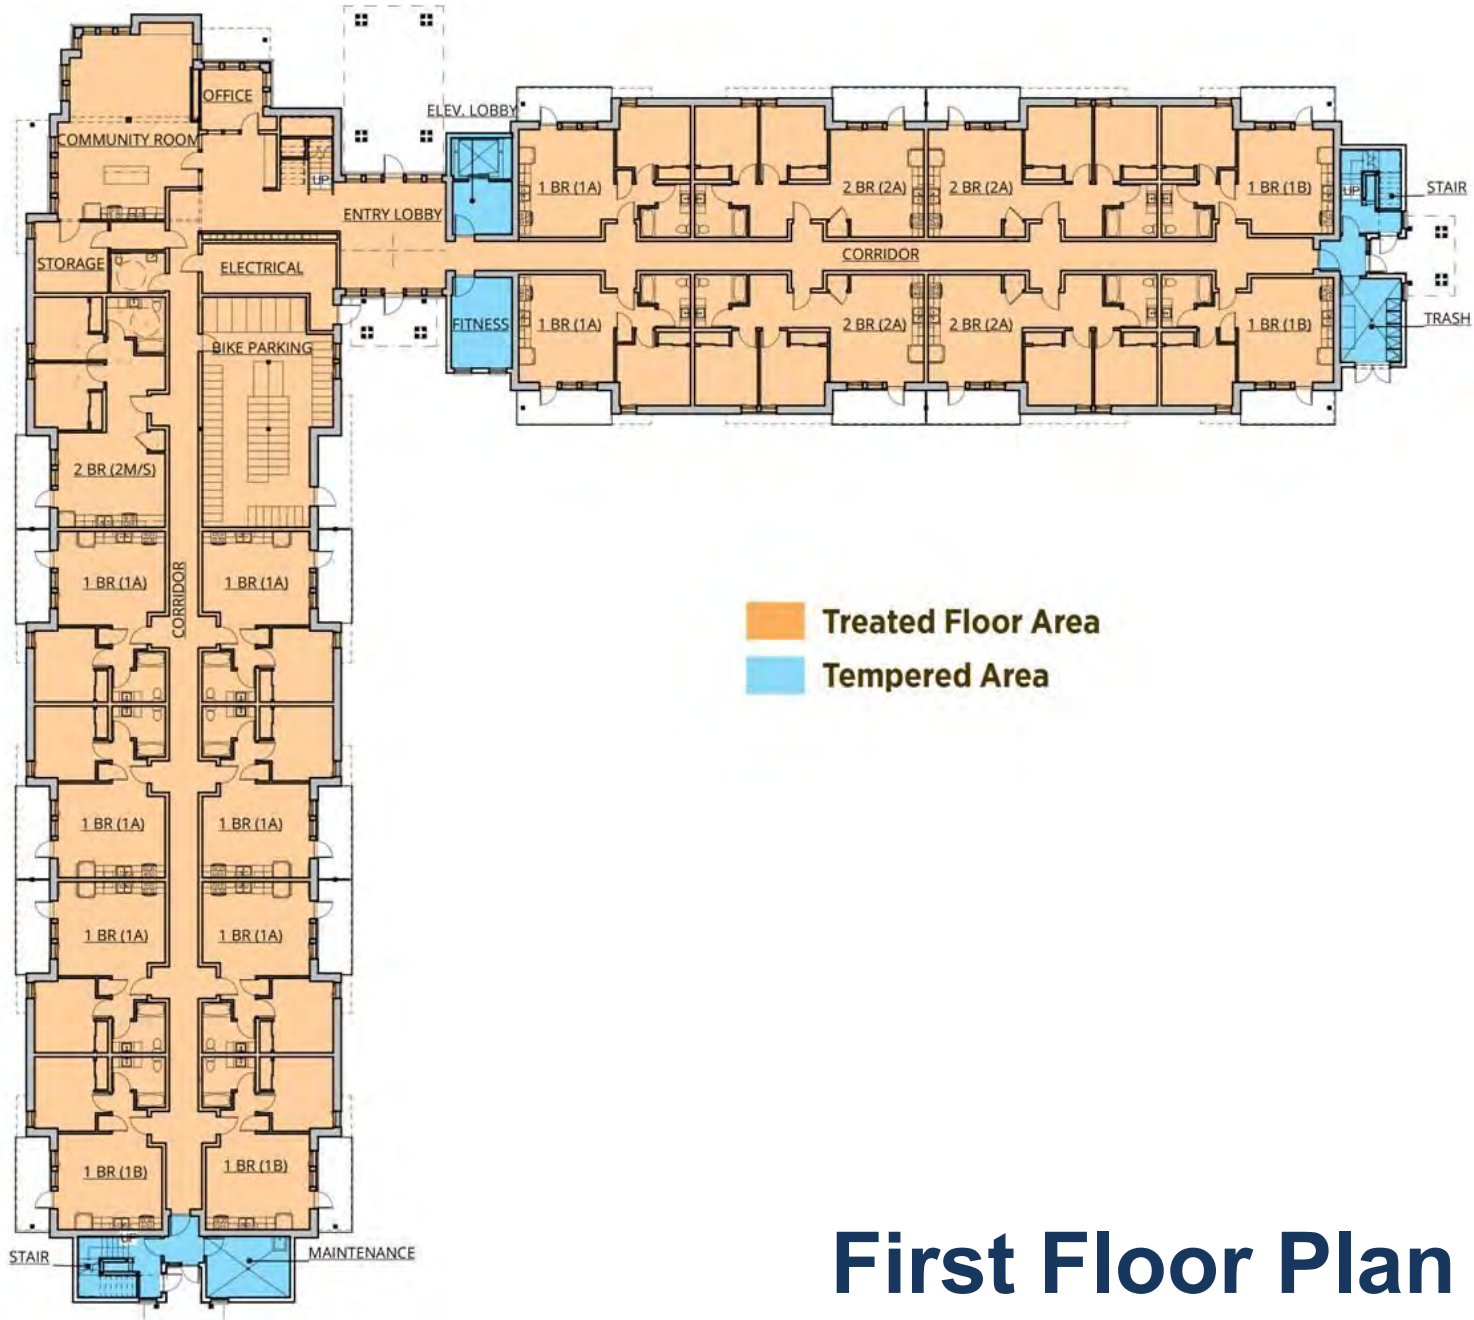 OFFICE
ELEV. LOBBY
COMMUNITY ROOM
UP
ENTRY LOBBY
1 BR (1A)
2 BR (2A)
2 BR (2A)
1 BR (1B)
UP
STAIR
STORAGE
ELECTRICAL
CORRIDOR
FITNESS
1 BR (1A)
2 BR (2A)
2 BR (2A)
1 BR (1B)
TRASH
BIKE PARKING
2 BR (2M/S)
CORRIDOR
1 BR (1A)
1 BR (1A)
Treated Floor Area
Tempered Area
1 BR (1A)
1 BR (1A)
1 BR (1A)
1 BR (1A)
1 BR (1B)
1 BR (1B)
UP
STAIR
MAINTENANCE
First Floor Plan